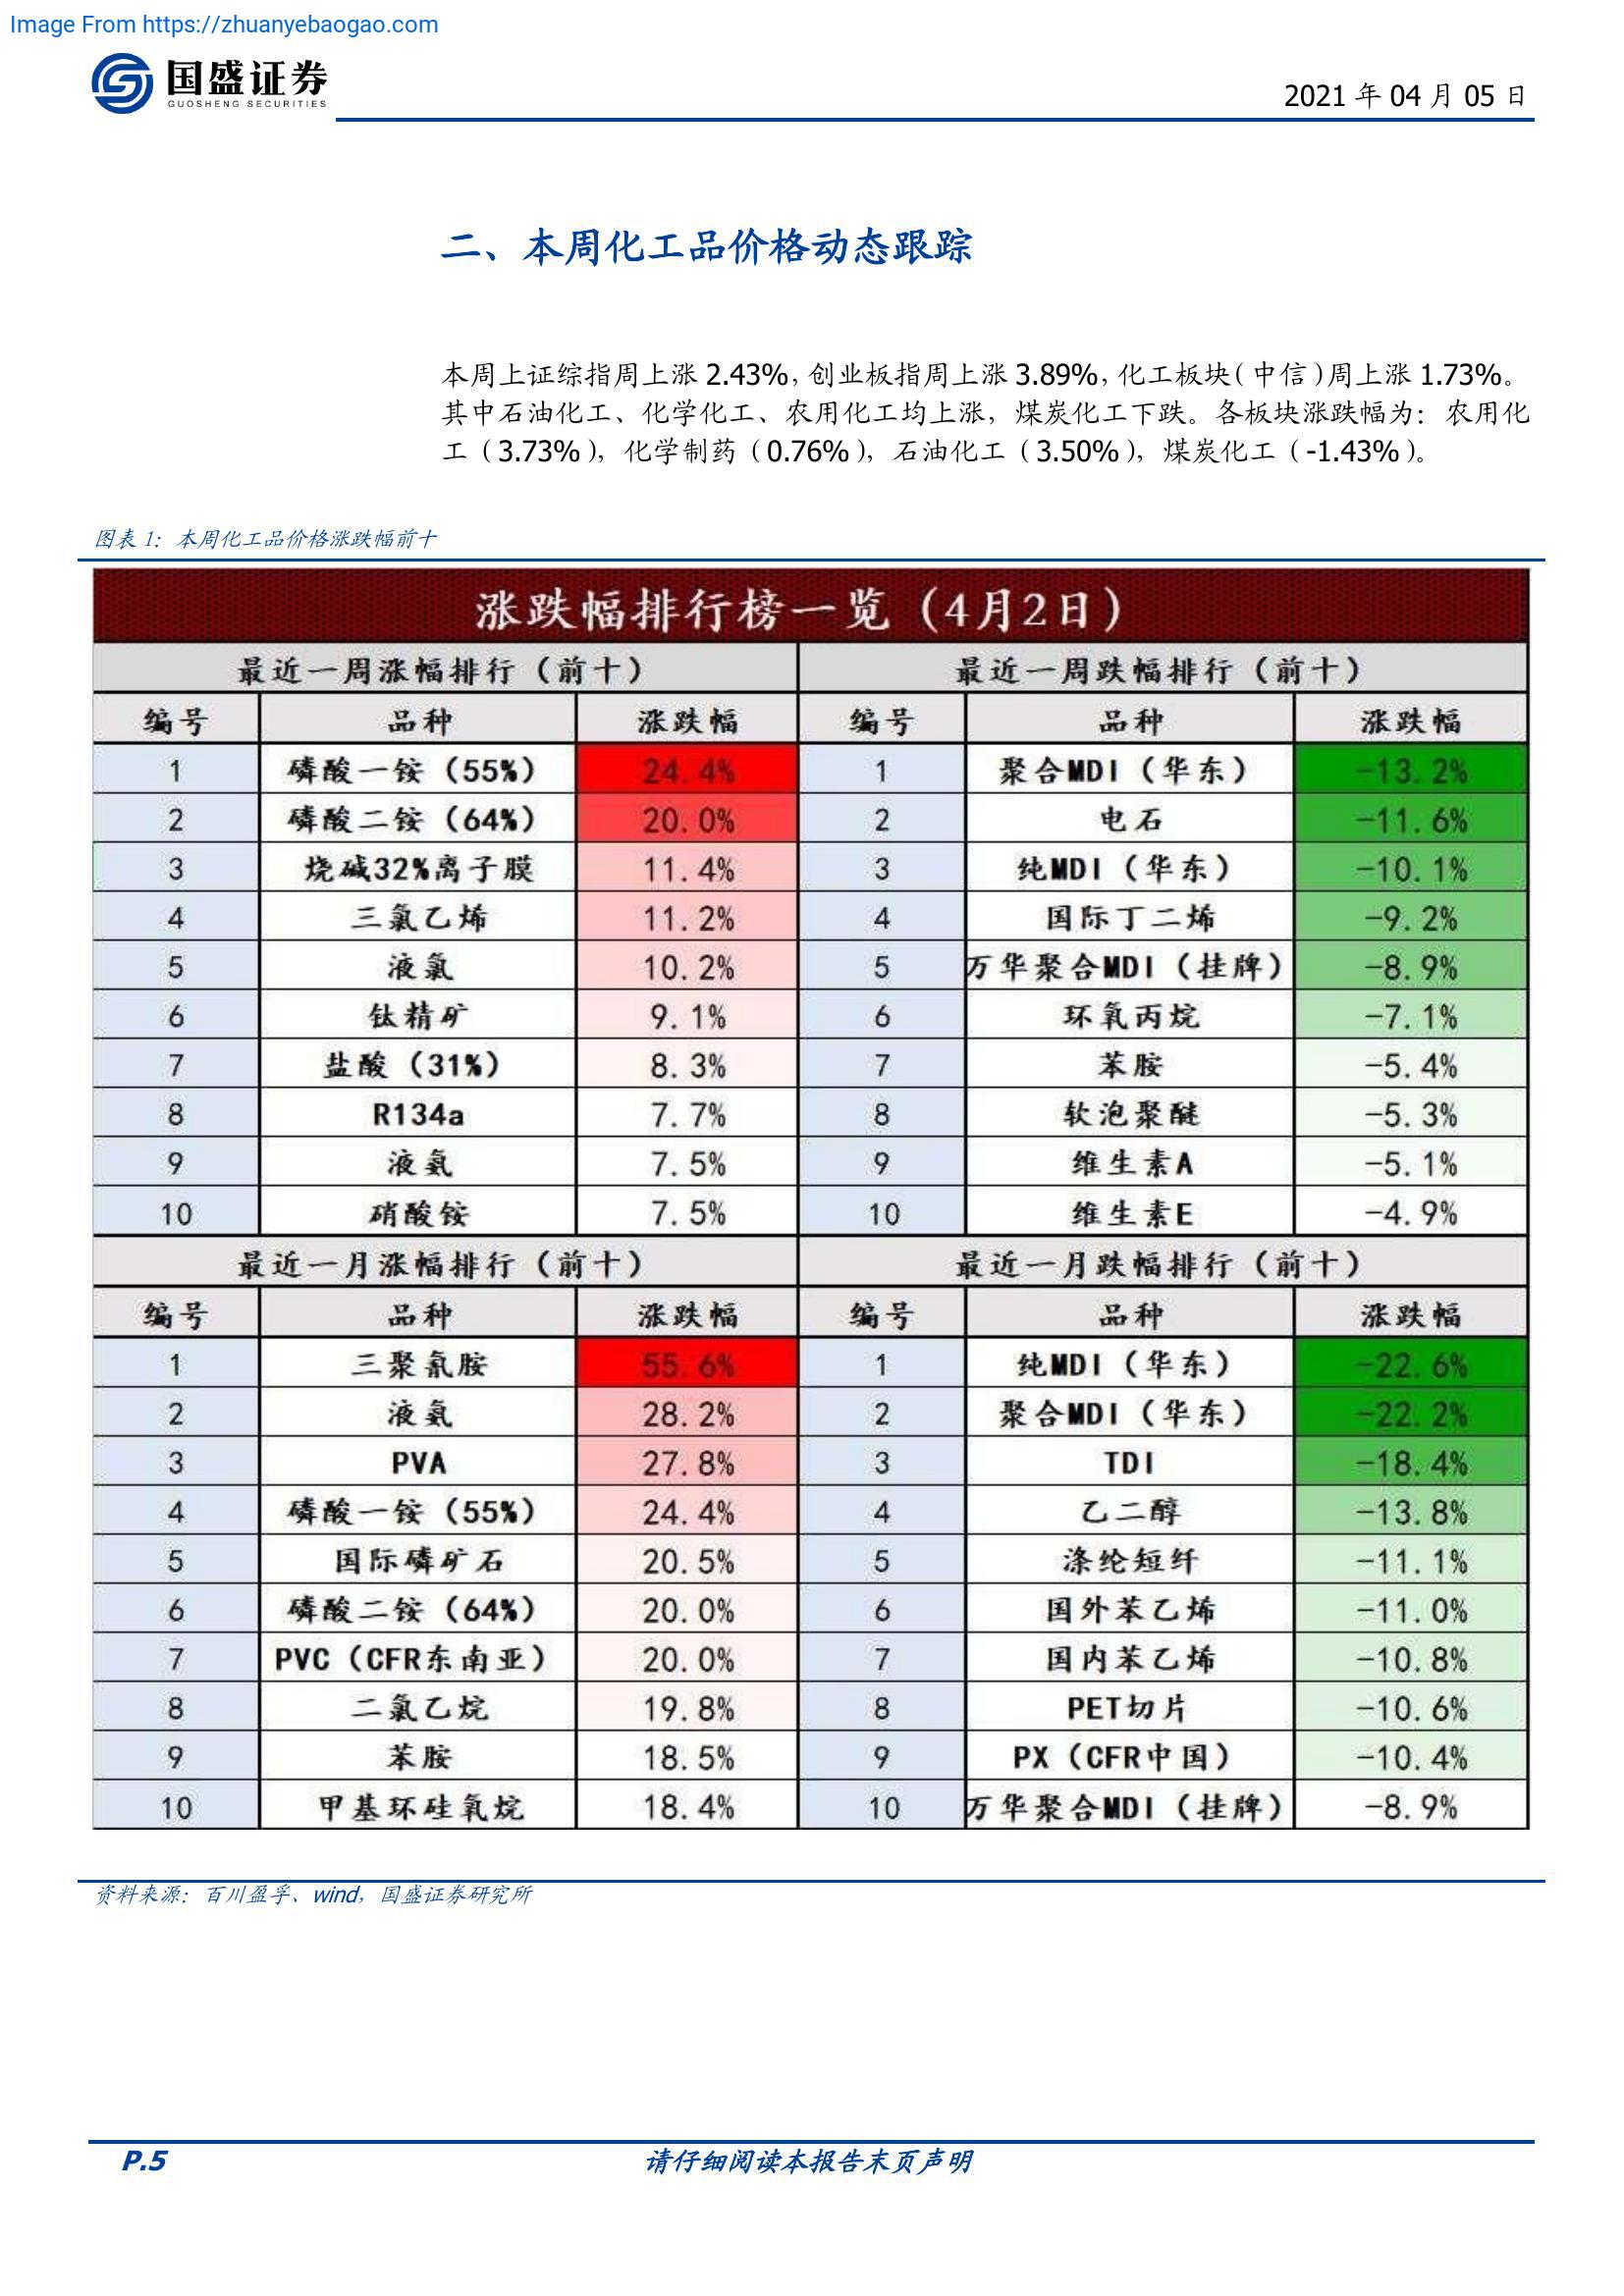 Image From https://zhuanyebaogao.com
国盛证券
GUOSHENG SECURITIES
2021 年 04 月 05 日
二、本周化工品价格动态跟踪
本周上证综指周上涨 2.43%, 创业板指周上涨 3.89%, 化工板块(中信)周上涨 1.73%。
其中石油化工、化学化工、农用化工均上涨，煤炭化工下跌。各板块涨跌幅为：农用化
工（3.73%），化学制药（0.76%），石油化工（3.50%），煤炭化工（-1.43%）。
图表 1：本周化工品价格涨跌幅前十
涨跌幅排行榜一览（4月2日）
最近一周涨幅排行（前十） 最近一周跌幅排行（前十）
编号 品种 涨跌幅 编号 品种 涨跌幅
1 磷酸一铵（55%） 24.4% 1 聚合MDI（华东） -13.2%
2 磷酸二铵（64%） 20.0% 2 电石 -11.6%
3 烧碱32%离子膜 11.4% 3 纯MDI（华东） -10.1%
4 三氯乙烯 11.2% 4 国际丁二烯 -9.2%
5 液氯 10.2% 5 万华聚合MDI（挂牌） -8.9%
6 钛精矿 9.1% 6 环氧丙烷 -7.1%
7 盐酸（31%） 8.3% 7 苯胺 -5.4%
8 R134a 7.7% 8 软泡聚醚 -5.3%
9 液氨 7.5% 9 维生素A -5.1%
10 硝酸铵 7.5% 10 维生素E -4.9%
最近一月涨幅排行（前十） 最近一月跌幅排行（前十）
编号 品种 涨跌幅 编号 品种 涨跌幅
1 三聚氰胺 55.6% 1 纯MDI（华东） -22.6%
2 液氨 28.2% 2 聚合MDI（华东） -22.2%
3 PVA 27.8% 3 TDI -18.4%
4 磷酸一铵（55%） 24.4% 4 乙二醇 -13.8%
5 国际磷矿石 20.5% 5 涤纶短纤 -11.1%
6 磷酸二铵（64%） 20.0% 6 国外苯乙烯 -11.0%
7 PVC（CFR东南亚） 20.0% 7 国内苯乙烯 -10.8%
8 二氯乙烷 19.8% 8 PET切片 -10.6%
9 苯胺 18.5% 9 PX（CFR中国） -10.4%
10 甲基环硅氧烷 18.4% 10 万华聚合MDI（挂牌） -8.9%
资料来源：百川盈孚、wind，国盛证券研究所
P.5
请仔细阅读本报告末页声明